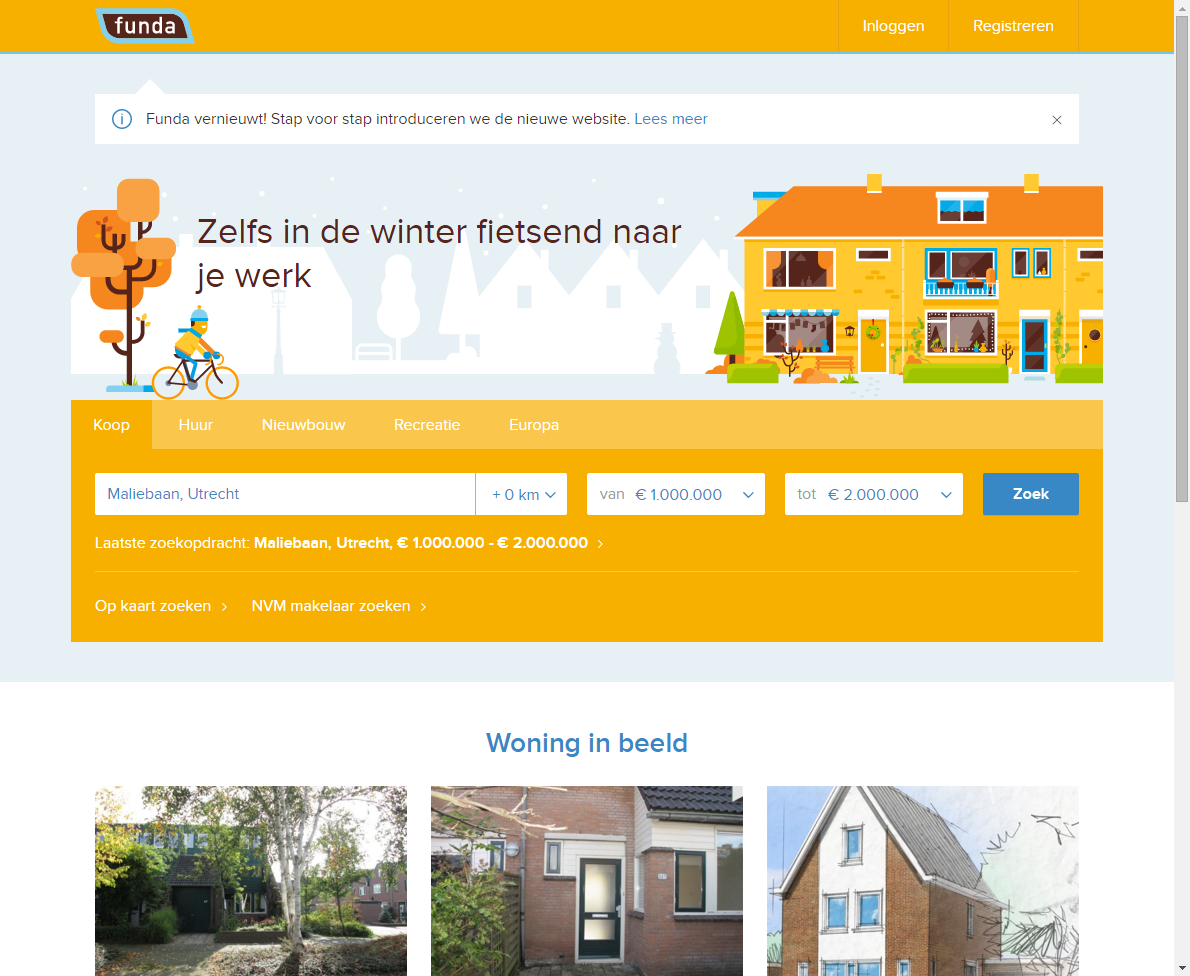 funda
Inloggen
Registreren
Funda vernieuwt! Stap voor stap introduceren we de nieuwe website. Lees meer
Zelfs in de winter fietsend naar
je werk
Koop
Huur
Nieuwbouw
Recreatie
Europa
Maliebaan, Utrecht
+ 0 km
van € 1.000.000
tot € 2.000.000
Zoek
Laatste zoekopdracht: Maliebaan, Utrecht, € 1.000.000 - € 2.000.000
Op kaart zoeken
NVM makelaar zoeken
Woning in beeld